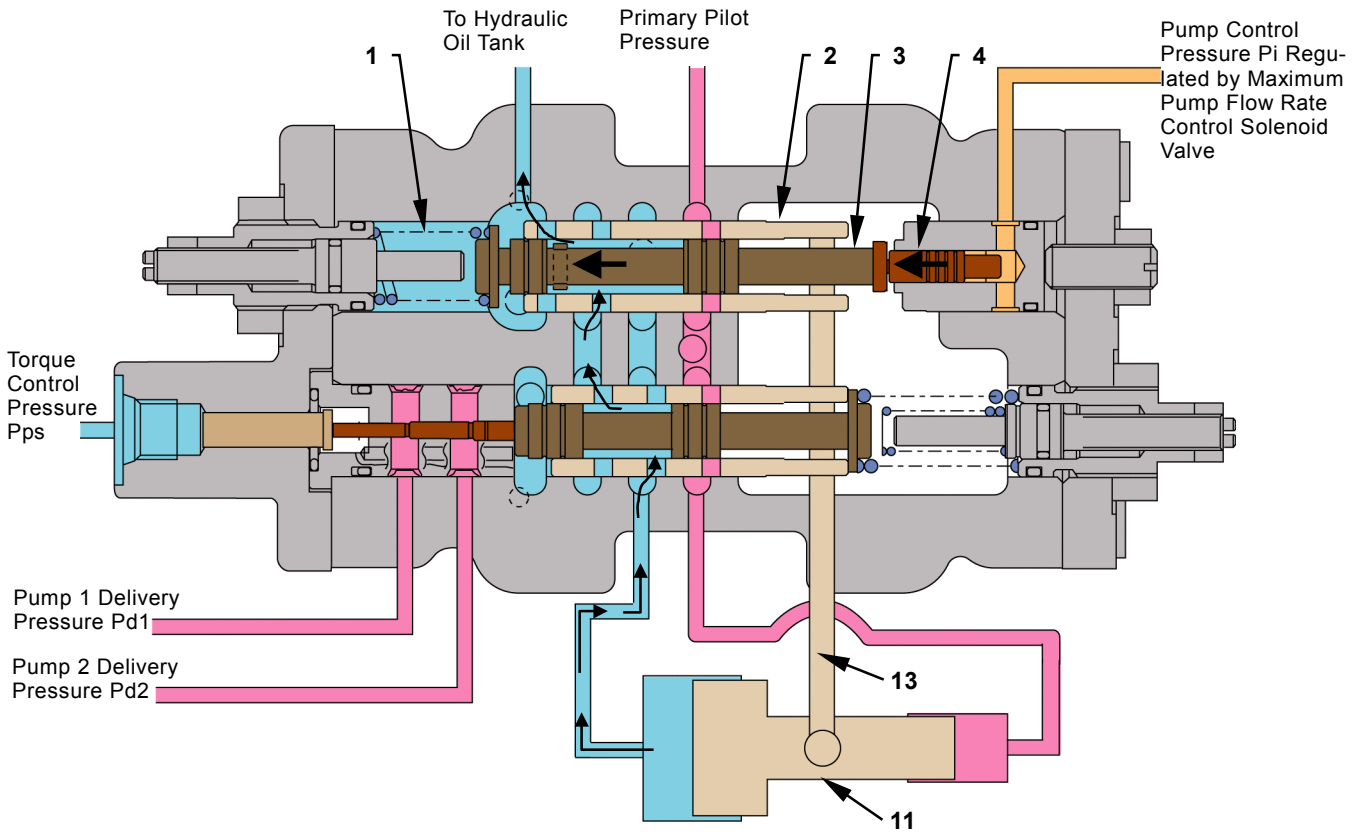 To Hydraulic
Oil Tank
Primary Pilot
Pressure
Pump Control
Pressure Pi Regu-
lated by Maximum
Pump Flow Rate
Control Solenoid
Valve
1
2
3
4
Torque
Control
Pressure
Pps
Pump 1 Delivery
Pressure Pd1
Pump 2 Delivery
Pressure Pd2
13
11